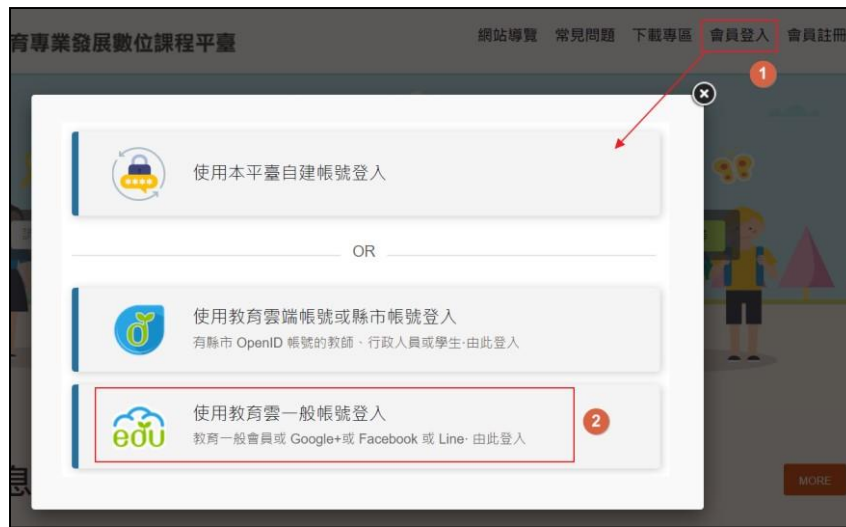 育專業發展數位課程平臺
網站導覽 常見問題 下載專區 會員登入 會員註冊
1
使用本平臺自建帳號登入
OR
使用教育雲端帳號或縣市帳號登入
有縣市 OpenID 帳號的教師、行政人員或學生·由此登入
使用教育雲一般帳號登入
2
edu
教育一般會員或 Google+或 Facebook 或 Line· 由此登入
息
MORE